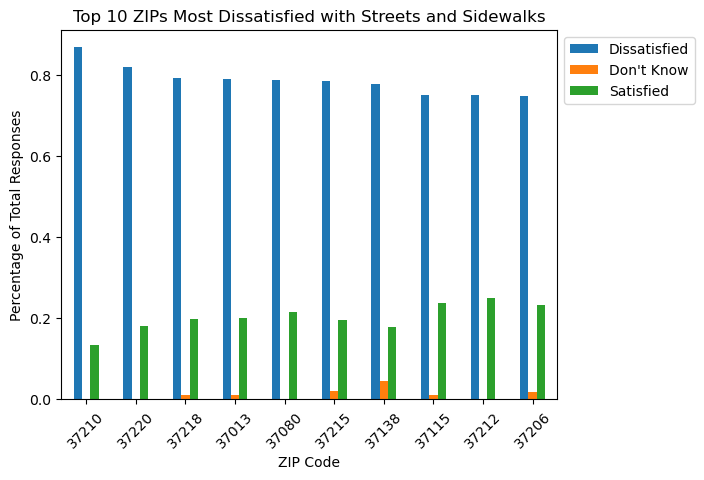 Top 10 ZIPs Most Dissatisfied with Streets and Sidewalks
Percentage of Total Responses
0.8
0.6
0.4
0.2
0.0
37210
37220
37218
37013
37080
37215
37138
37115
37212
37206
ZIP Code
Dissatisfied
Don't Know
Satisfied